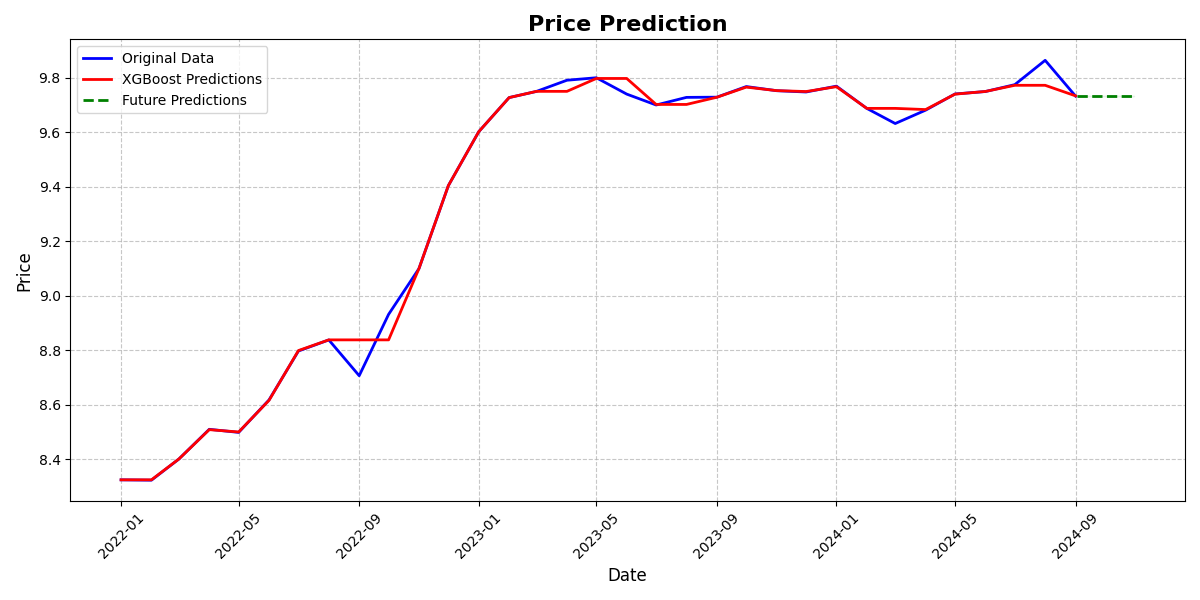 Price Prediction
Original Data
XGBoost Predictions
Future Predictions
Price
9.8
9.6
9.4
9.2
9.0
8.8
8.6
8.4
2022-01
2022-05
2022-09
2023-01
2023-05
2023-09
2024-01
2024-05
2024-09
Date